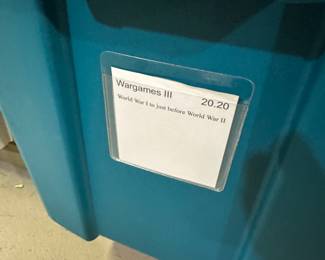 Wargames III 20.20
World War I to just before World War II